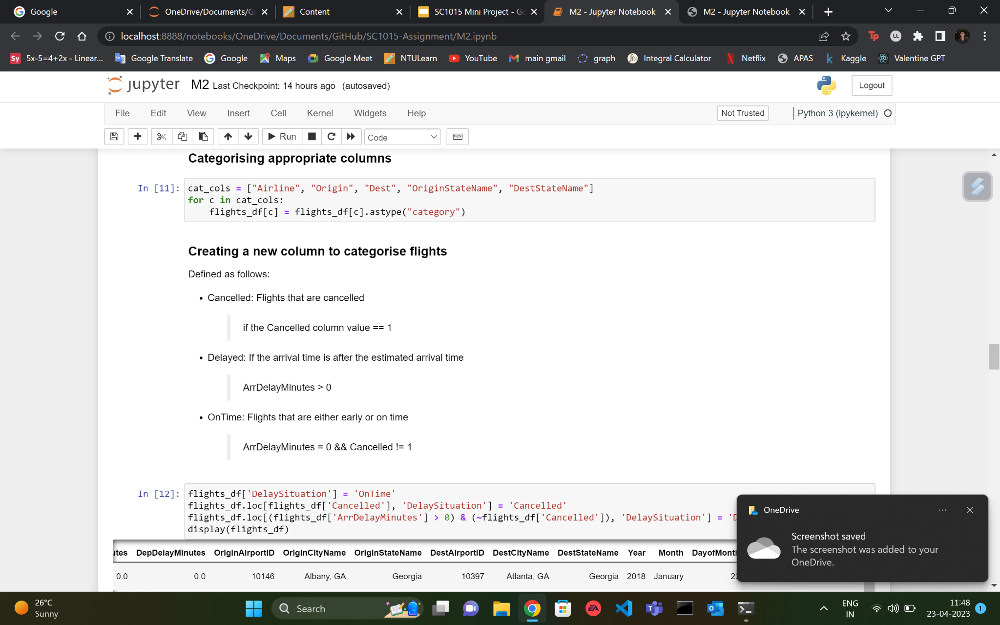 Google
OneDrive/Documents/Gi
Content
SC1015 Mini Project - Go
M2 - Jupyter Notebook
M2 - Jupyter Notebook
localhost:8888/notebooks/OneDrive/Documents/GitHub/SC1015-Assignment/M2.ipynb
Tp
Sy 5x-5=4+2x - Linear...
Google Translate
Google
Maps
Google Meet
NTULearn
YouTube
main gmail
graph
Integral Calculator
Netflix
APAS
k Kaggle
Valentine GPT
jupyter M2 Last Checkpoint: 14 hours ago (autosaved)
Logout
File Edit View Insert Cell Kernel Widgets Help
Not Trusted
Python 3 (ipykernel)
Run
Code
Categorising appropriate columns
In [11]: cat_cols = ["Airline", "Origin", "Dest", "OriginStateName", "DestStateName"]
for c in cat_cols:
    flights_df[c] = flights_df[c].astype("category")
Creating a new column to categorise flights
Defined as follows:
• Cancelled: Flights that are cancelled
if the Cancelled column value == 1
• Delayed: If the arrival time is after the estimated arrival time
ArrDelayMinutes > 0
• OnTime: Flights that are either early or on time
ArrDelayMinutes = 0 && Cancelled != 1
In [12]: flights_df['DelaySituation'] = 'OnTime'
flights_df.loc[flights_df['Cancelled'], 'DelaySituation'] = 'Cancelled'
flights_df.loc[(flights_df['ArrDelayMinutes'] > 0) & (~flights_df['Cancelled']), 'DelaySituation'] = 'D
display(flights_df)
utes DepDelayMinutes OriginAirportID OriginCityName OriginStateName DestAirportID DestCityName DestStateName Year Month DayofMont
0.0 0.0 10146 Albany, GA Georgia 10397 Atlanta, GA Georgia 2018 January 2
OneDrive
Screenshot saved
The screenshot was added to your
OneDrive.
26°C
Sunny
Search
EA
ENG
IN
11:48
23-04-2023
1